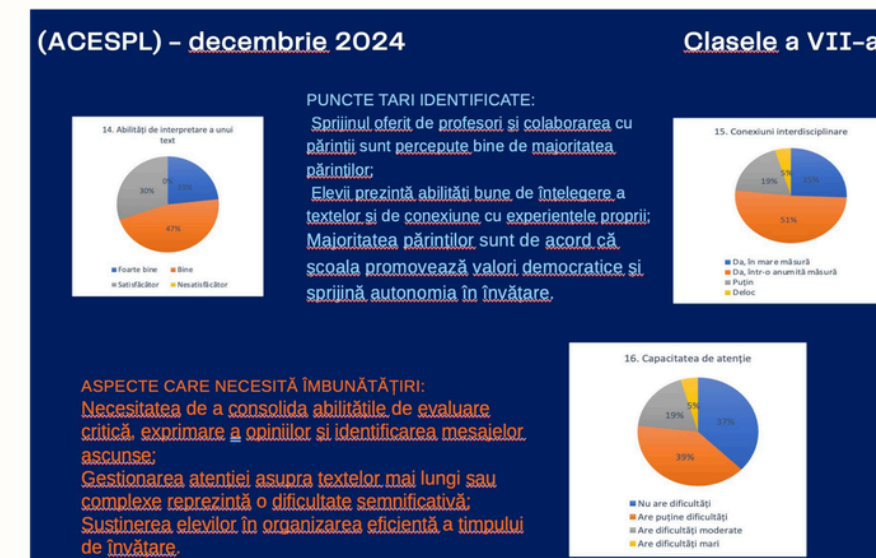 (ACESPL) – decembrie 2024
Clasele a VII-a
PUNCTE TARI IDENTIFICATE:
Sprijinul oferit de profesori și colaborarea cu
părinții sunt percepute bine de majoritatea
părinților;
Elevii prezintă abilități bune de înțelegere a
textelor și de conexiune cu experiențele proprii;
Majoritatea părinților sunt de acord că
școala promovează valori democratice și
sprijină autonomia în învățare.
14. Abilități de interpretare a unui
text
0%
30%
23%
47%
Foarte bine
Bine
Satisfăcător
Nesatisfăcător
15. Conexiuni interdisciplinare
5%
19%
25%
51%
Da, în mare măsură
Da, într-o anumită măsură
Puțin
Deloc
ASPECTE CARE NECESITĂ ÎMBUNĂTĂȚIRI:
Necesitatea de a consolida abilitățile de evaluare
critică, exprimare a opiniilor și identificarea mesajelor
ascunse;
Gestionarea atenției asupra textelor mai lungi sau
complexe reprezintă o dificultate semnificativă;
Susținerea elevilor în organizarea eficientă a timpului
de învățare.
16. Capacitatea de atenție
5%
19%
37%
39%
Nu are dificultăți
Are puține dificultăți
Are dificultăți moderate
Are dificultăți mari